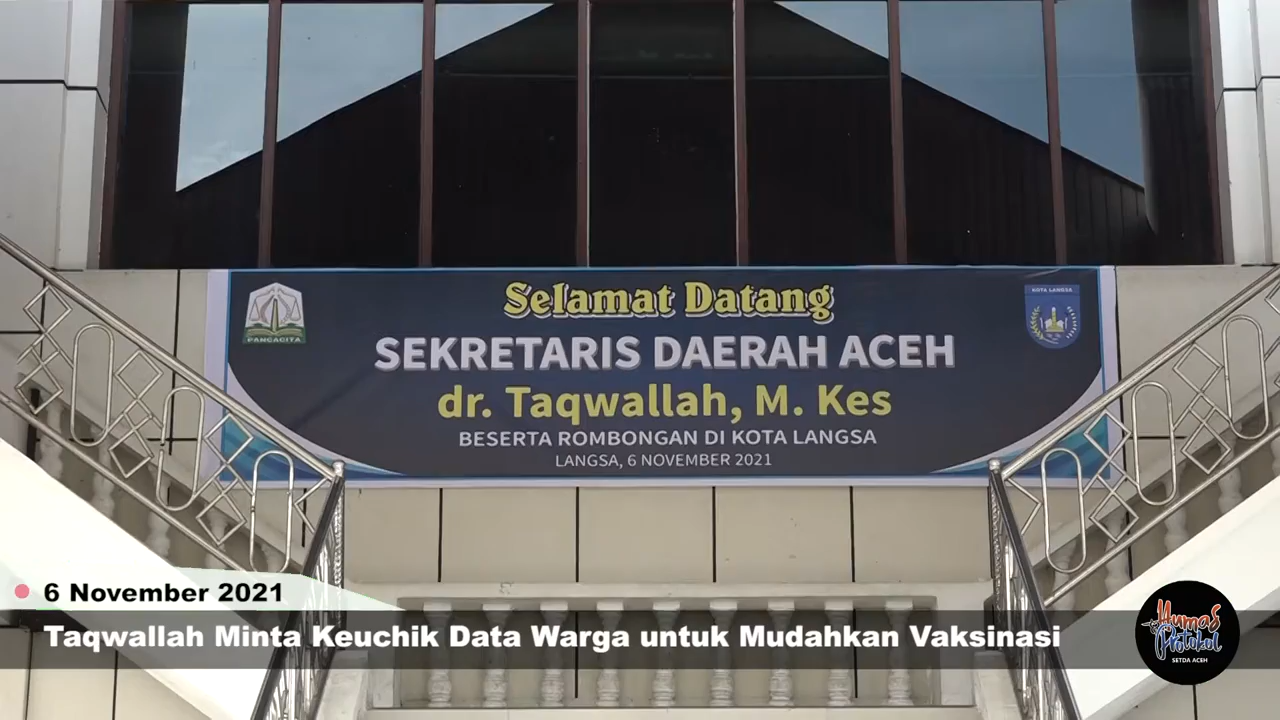 Selamat Datang
SEKRETARIS DAERAH ACEH
dr. Taqwallah, M. Kes
BESERTA ROMBONGAN DI KOTA LANGSA
LANGSA, 6 NOVEMBER 2021
PANCACITA
KOTA LANGSA
6 November 2021
Taqwallah Minta Keuchik Data Warga untuk Mudahkan Vaksinasi
Humas
Protokol
SETDA ACEH